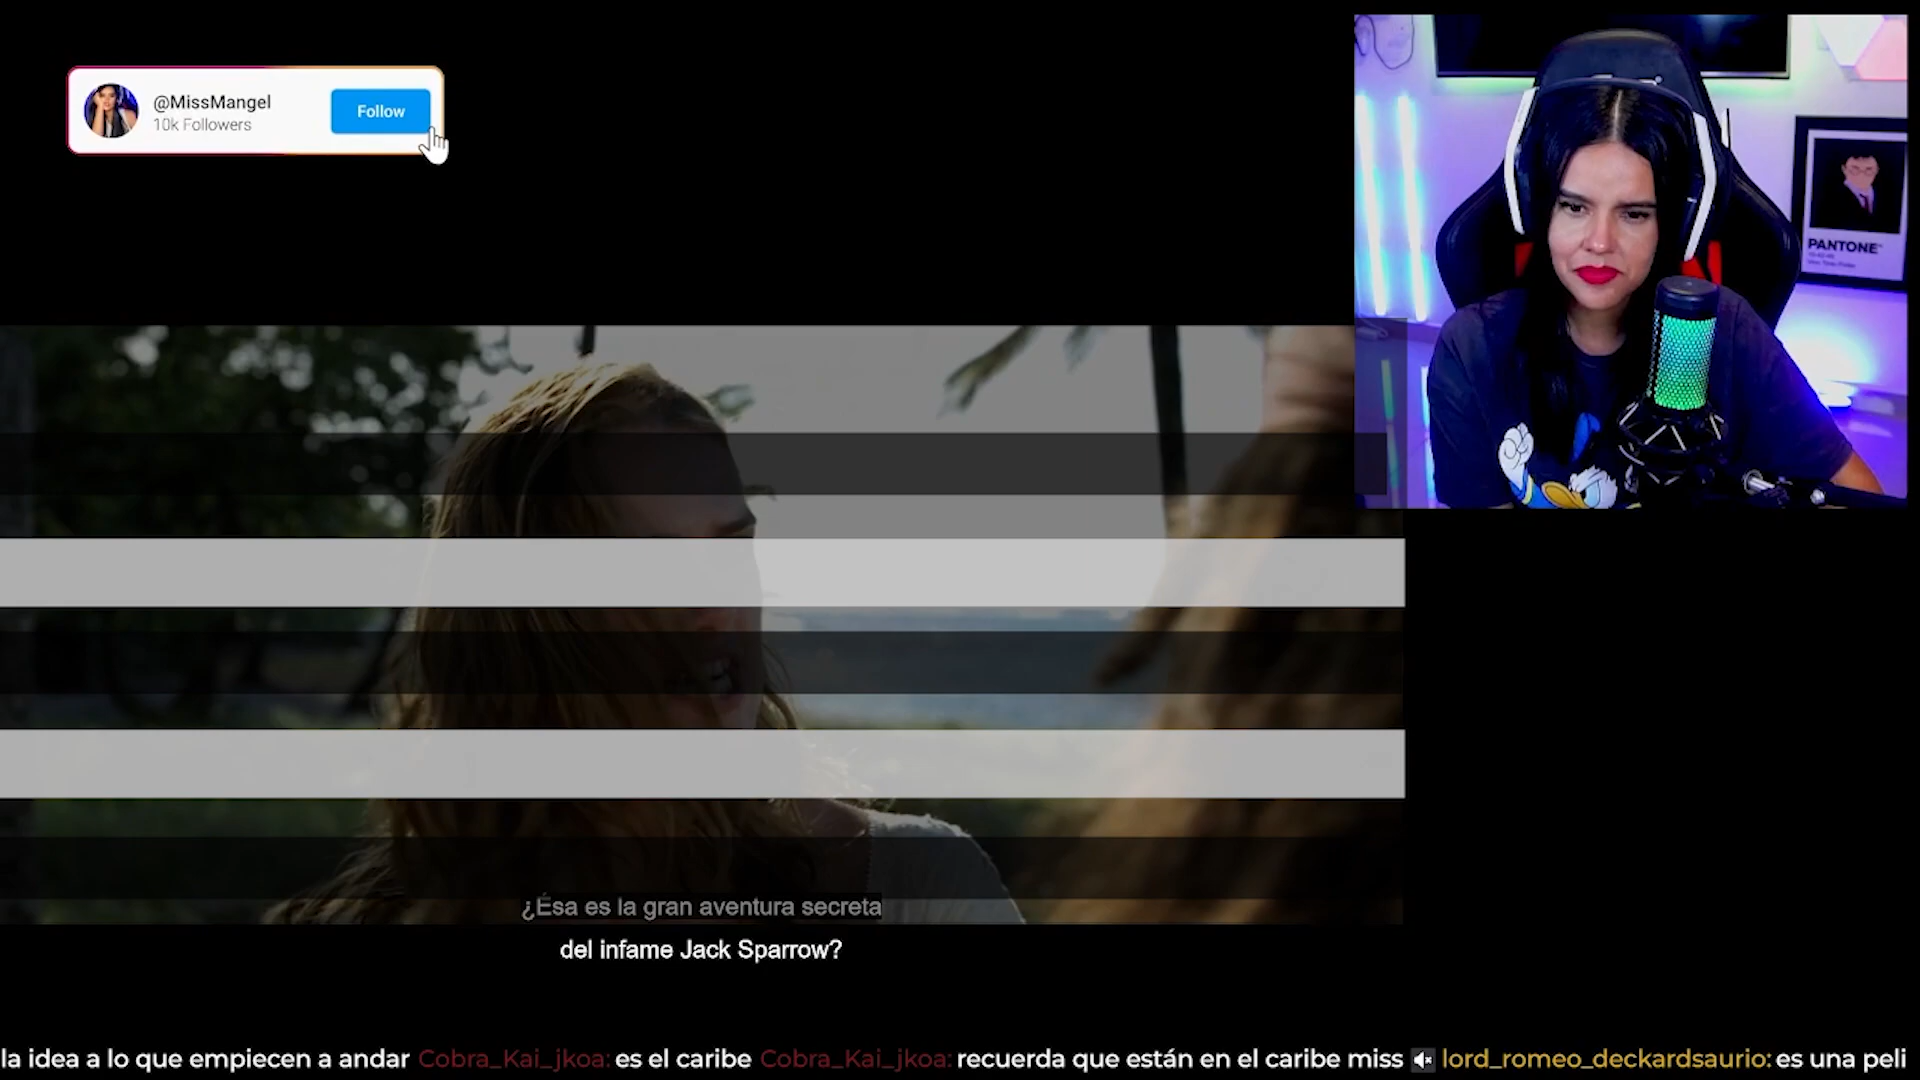 @MissMangel
10k Followers
Follow
PANTONE
¿Ésa es la gran aventura secreta
del infame Jack Sparrow?
la idea a lo que empiecen a andar Cobra_Kai_jkoa: es el caribe Cobra_Kai_jkoa: recuerda que están en el caribe miss lord_romeo_deckardsaurio: es una peli